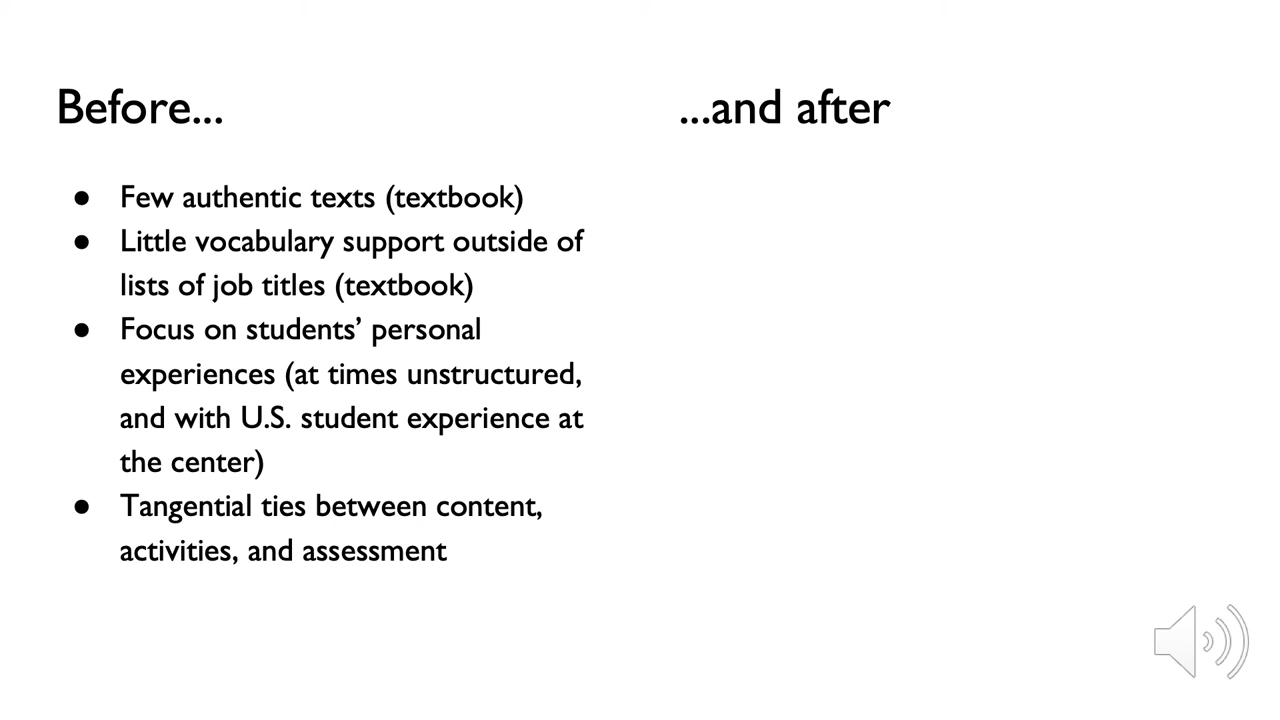 Before...
...and after
● Few authentic texts (textbook)
● Little vocabulary support outside of
lists of job titles (textbook)
● Focus on students’ personal
experiences (at times unstructured,
and with U.S. student experience at
the center)
● Tangential ties between content,
activities, and assessment